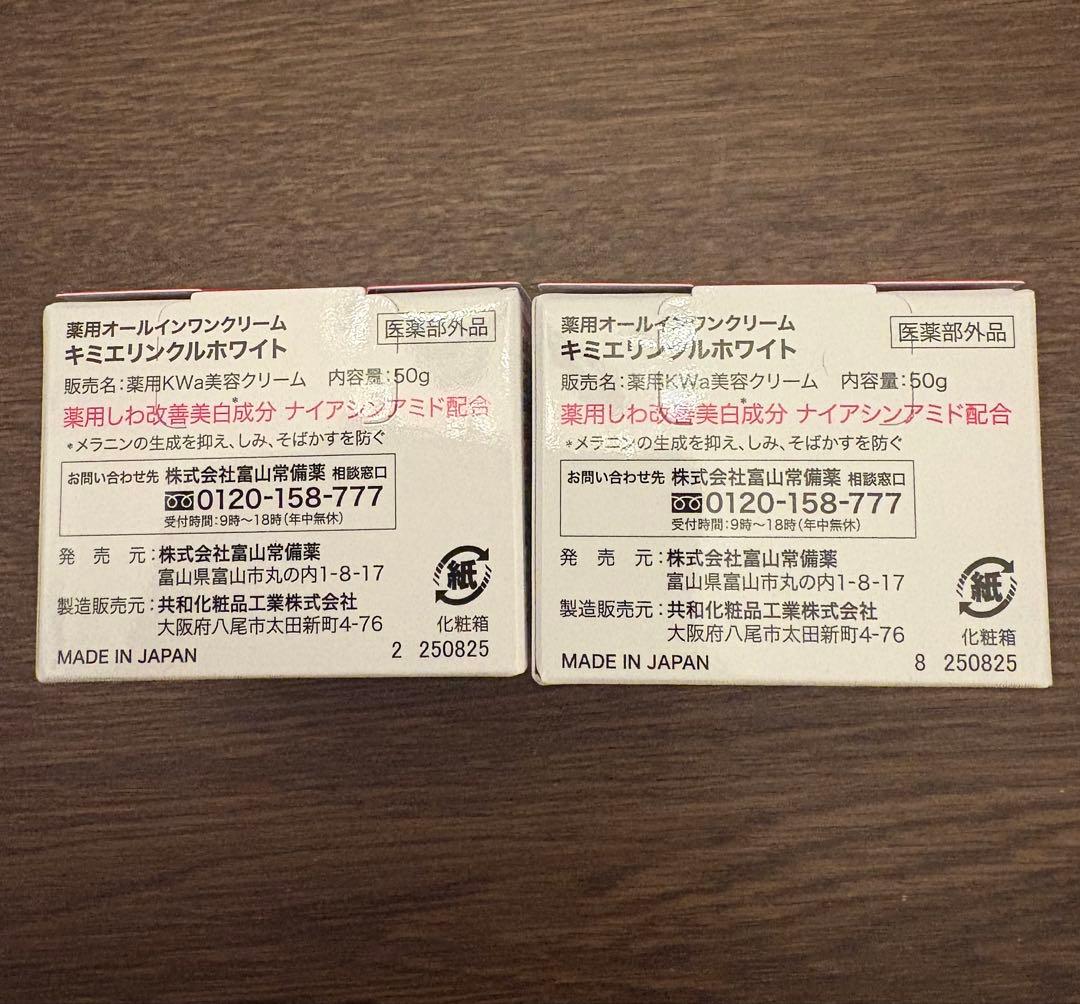 薬用オールインワンクリーム
キミエリンクルホワイト
医薬部外品
販売名：薬用KWa美容クリーム 内容量：50g
薬用しわ改善美白*成分 ナイアシンアミド配合
*メラニンの生成を抑え、しみ、そばかすを防ぐ
お問い合わせ先 株式会社富山常備薬 相談窓口
0120-158-777
受付時間：9時～18時（年中無休）
発売元：株式会社富山常備薬
富山県富山市丸の内1-8-17
製造販売元：共和化粧品工業株式会社
大阪府八尾市太田新町4-76
紙
化粧箱
MADE IN JAPAN
2 250825
薬用オールインワンクリーム
キミエリンクルホワイト
医薬部外品
販売名：薬用KWa美容クリーム 内容量：50g
薬用しわ改善美白*成分 ナイアシンアミド配合
*メラニンの生成を抑え、しみ、そばかすを防ぐ
お問い合わせ先 株式会社富山常備薬 相談窓口
0120-158-777
受付時間：9時～18時（年中無休）
発売元：株式会社富山常備薬
富山県富山市丸の内1-8-17
製造販売元：共和化粧品工業株式会社
大阪府八尾市太田新町4-76
紙
化粧箱
MADE IN JAPAN
8 250825